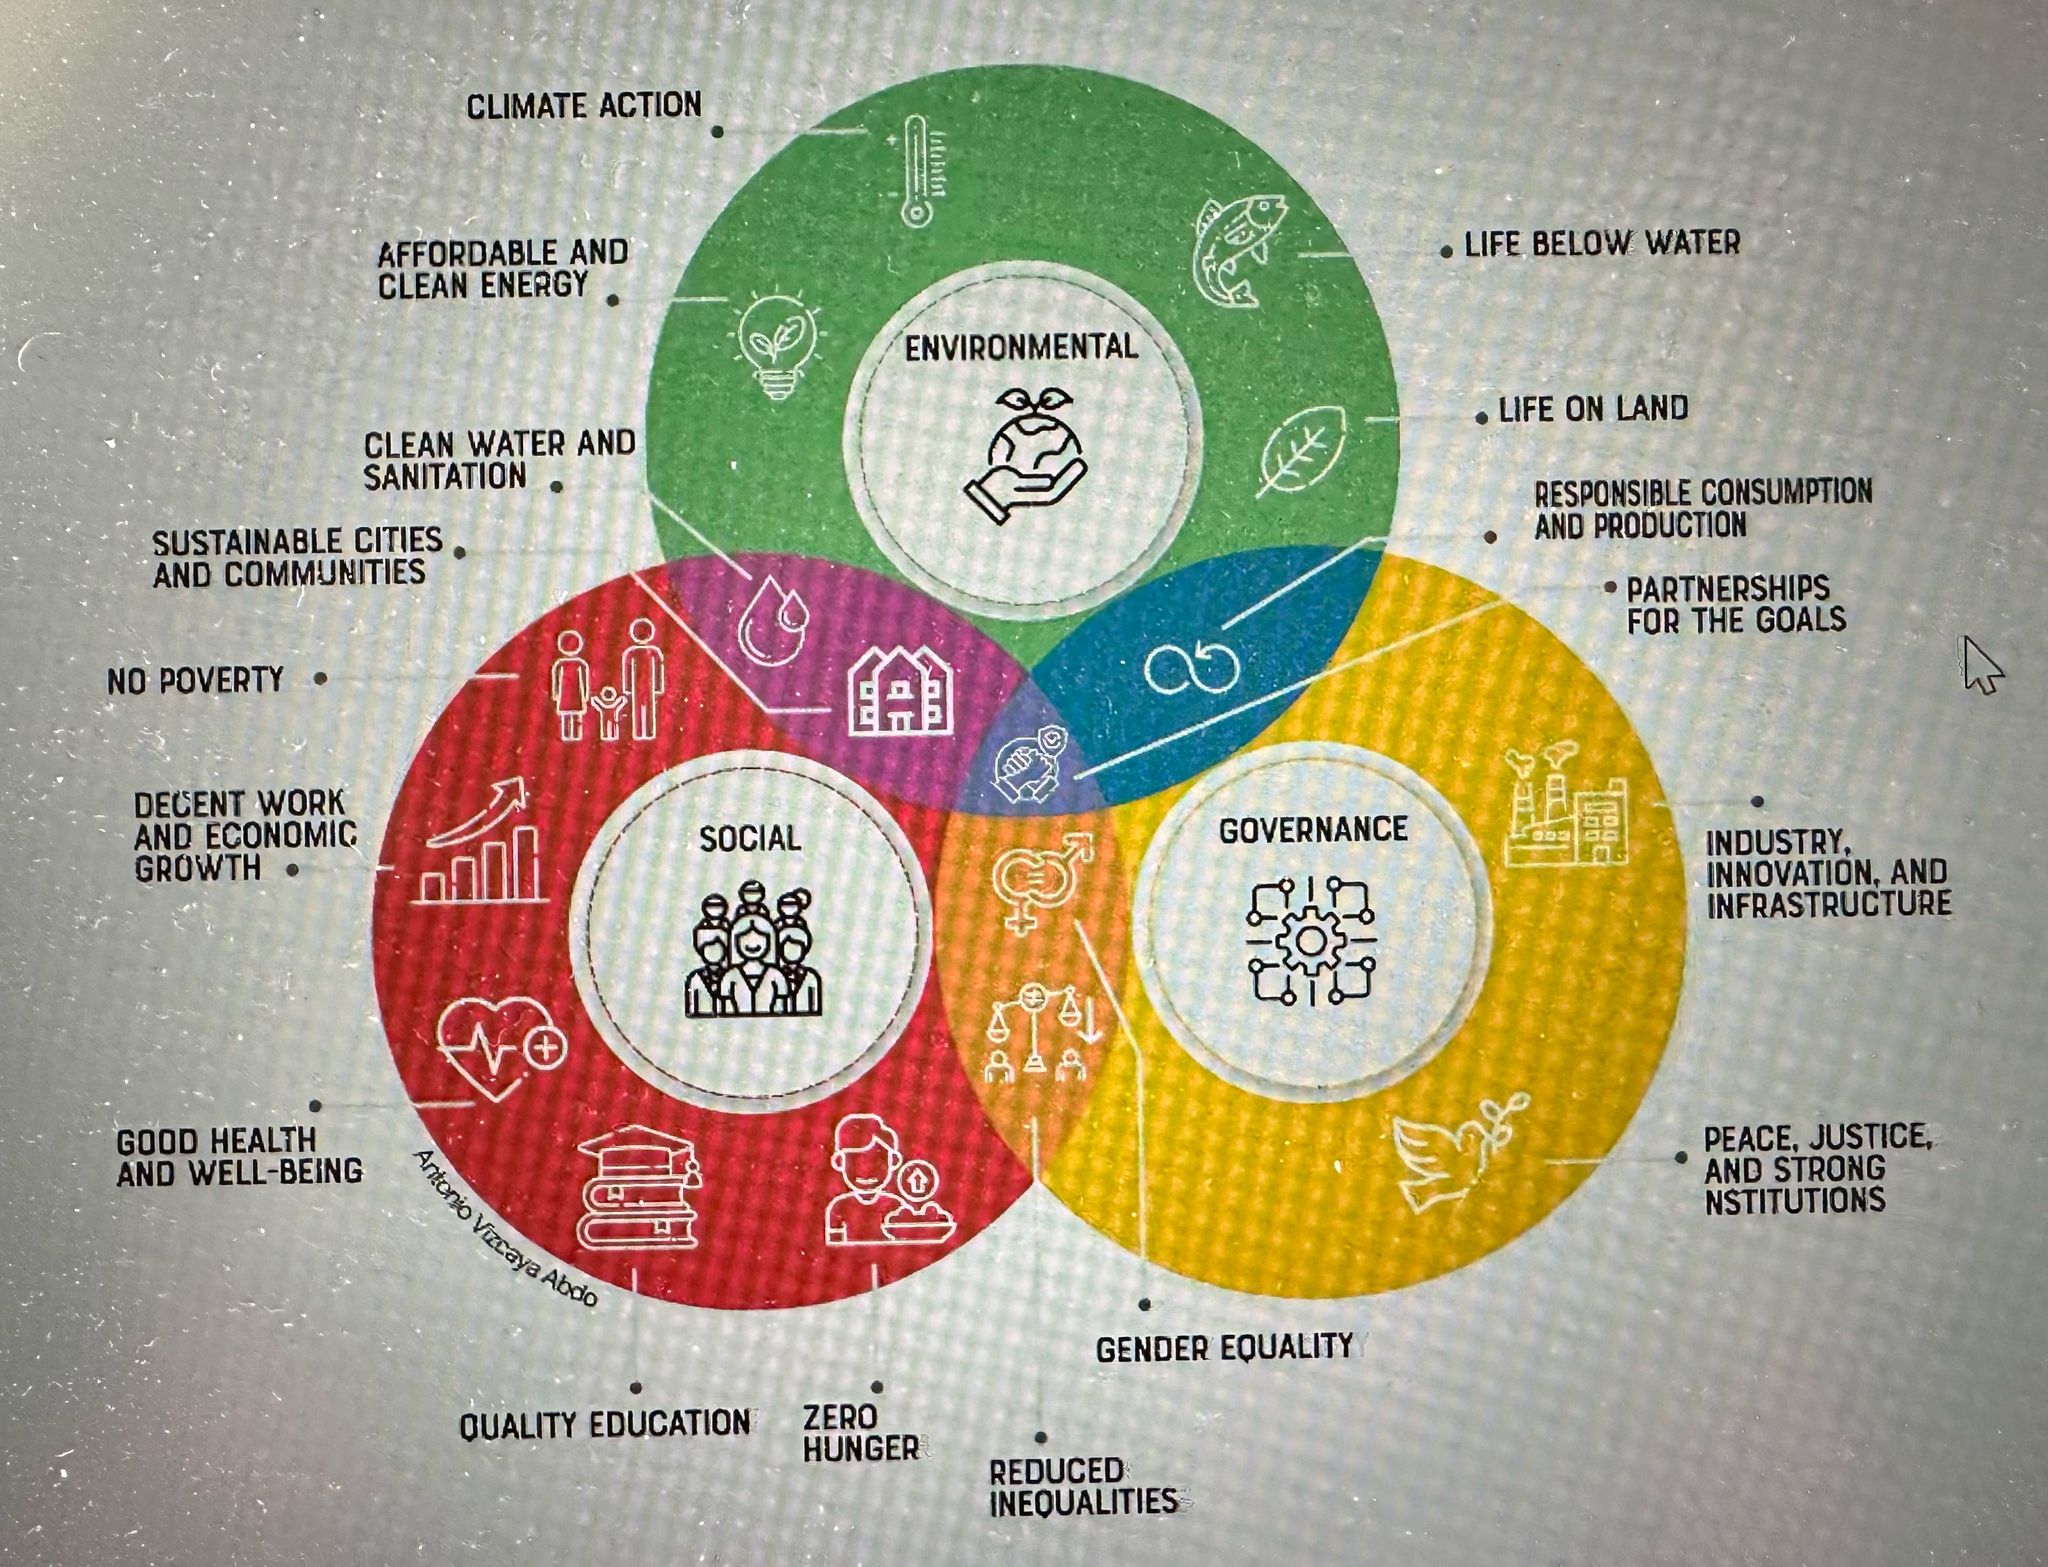 CLIMATE ACTION
AFFORDABLE AND
CLEAN ENERGY
LIFE BELOW WATER
ENVIRONMENTAL
LIFE ON LAND
CLEAN WATER AND
SANITATION
RESPONSIBLE CONSUMPTION
AND PRODUCTION
SUSTAINABLE CITIES
AND COMMUNITIES
PARTNERSHIPS
FOR THE GOALS
NO POVERTY
DECENT WORK
AND ECONOMIC
GROWTH
SOCIAL
GOVERNANCE
INDUSTRY,
INNOVATION, AND
INFRASTRUCTURE
GOOD HEALTH
AND WELL-BEING
PEACE, JUSTICE,
AND STRONG
NSTITUTIONS
Antonio Vizcaya Abdo
GENDER EQUALITY
QUALITY EDUCATION
ZERO
HUNGER
REDUCED
INEQUALITIES